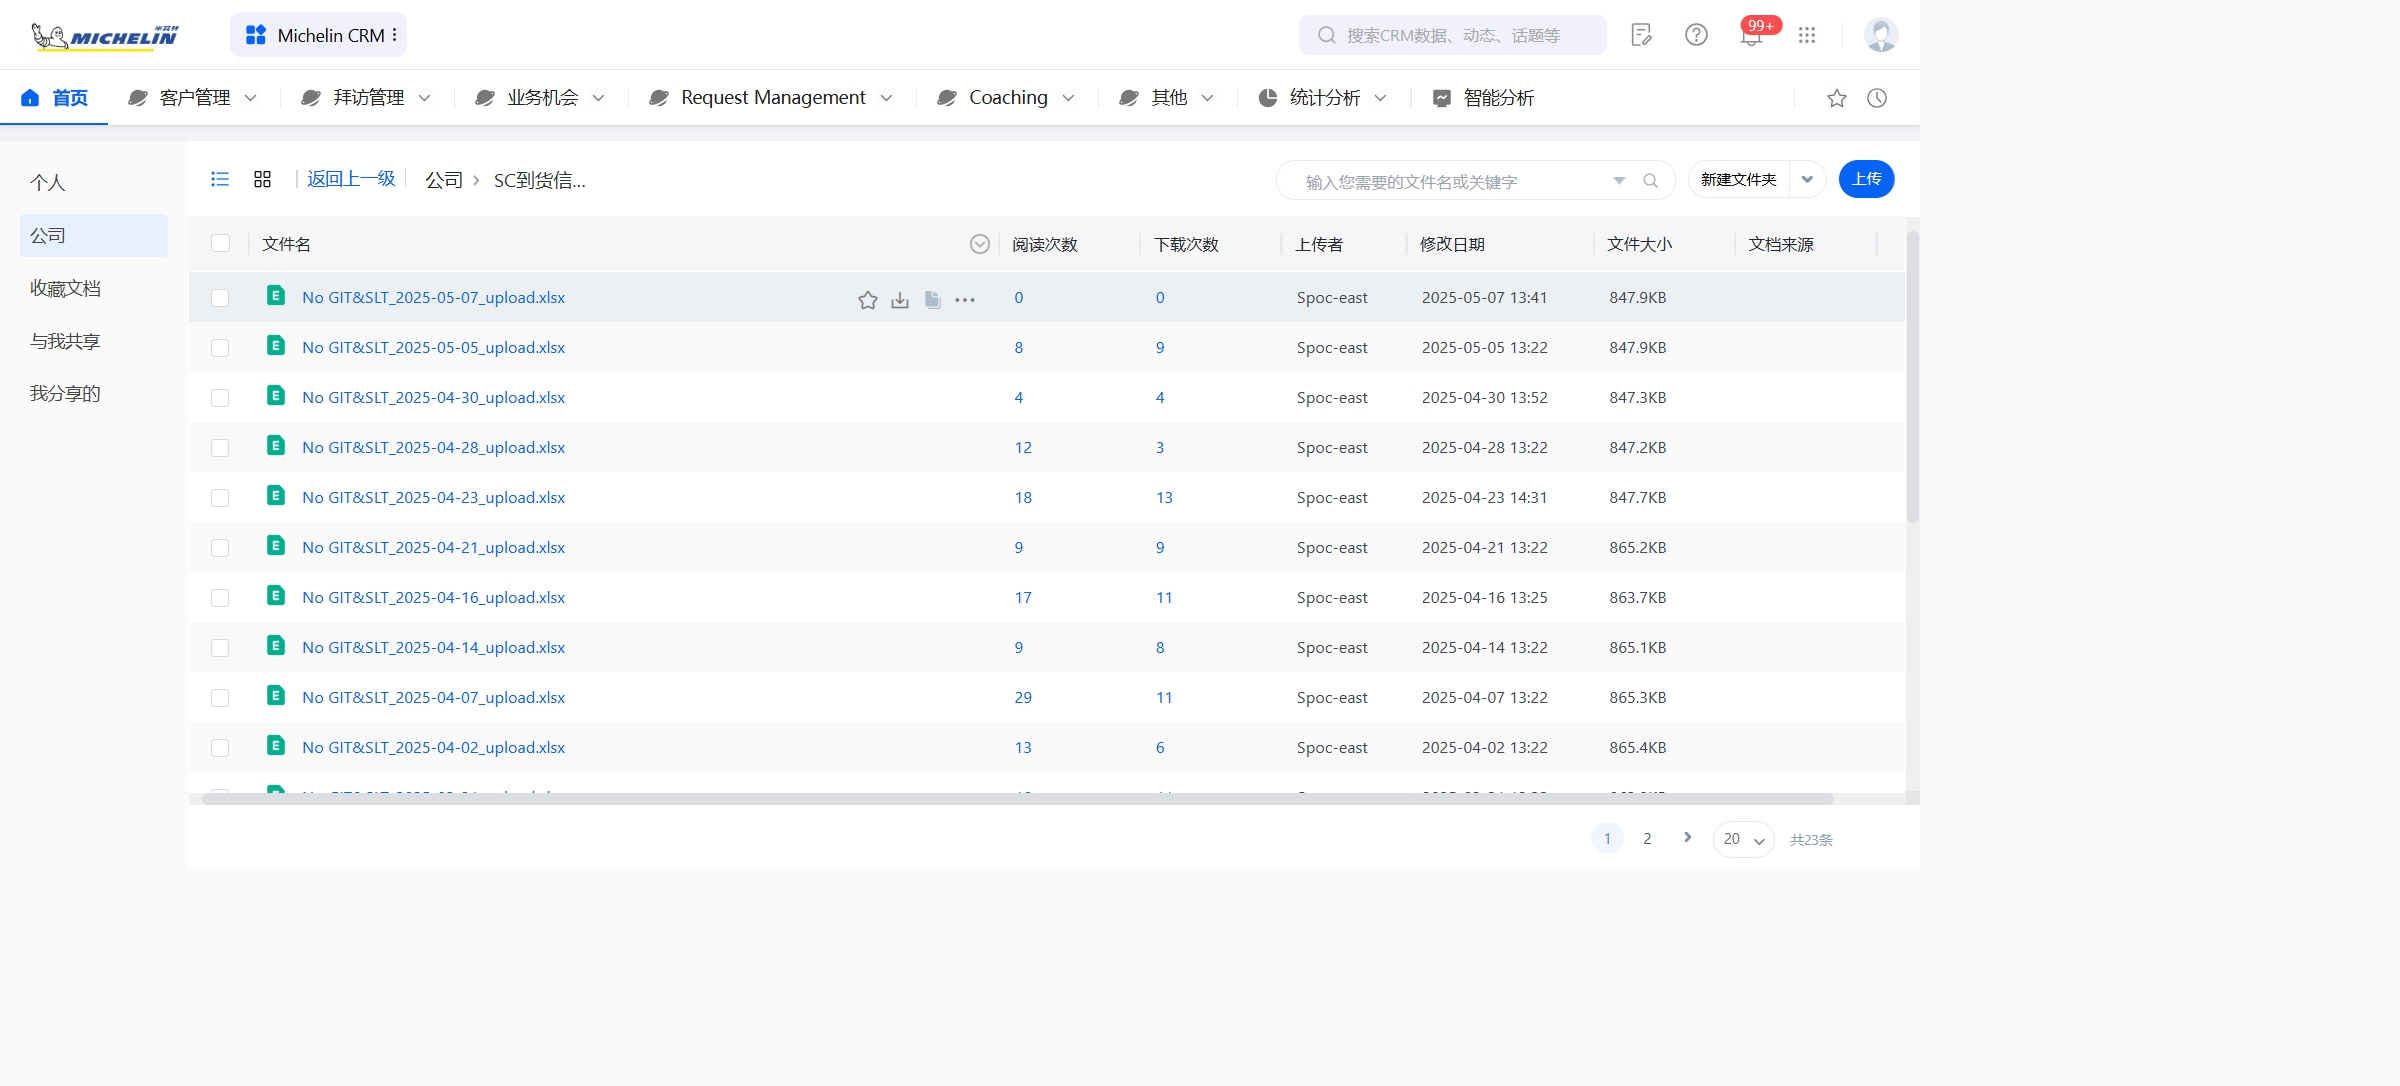 米其林
MICHELIN
Michelin CRM
搜索CRM数据、动态、话题等
99+
首页
客户管理
拜访管理
业务机会
Request Management
Coaching
其他
统计分析
智能分析
个人
公司
收藏文档
与我共享
我分享的
返回上一级
公司
SC到货信...
输入您需要的文件名或关键字
新建文件夹
上传
文件名 阅读次数 下载次数 上传者 修改日期 文件大小 文档来源
No GIT&SLT_2025-05-07_upload.xlsx 0 0 Spoc-east 2025-05-07 13:41 847.9KB
No GIT&SLT_2025-05-05_upload.xlsx 8 9 Spoc-east 2025-05-05 13:22 847.9KB
No GIT&SLT_2025-04-30_upload.xlsx 4 4 Spoc-east 2025-04-30 13:52 847.3KB
No GIT&SLT_2025-04-28_upload.xlsx 12 3 Spoc-east 2025-04-28 13:22 847.2KB
No GIT&SLT_2025-04-23_upload.xlsx 18 13 Spoc-east 2025-04-23 14:31 847.7KB
No GIT&SLT_2025-04-21_upload.xlsx 9 9 Spoc-east 2025-04-21 13:22 865.2KB
No GIT&SLT_2025-04-16_upload.xlsx 17 11 Spoc-east 2025-04-16 13:25 863.7KB
No GIT&SLT_2025-04-14_upload.xlsx 9 8 Spoc-east 2025-04-14 13:22 865.1KB
No GIT&SLT_2025-04-07_upload.xlsx 29 11 Spoc-east 2025-04-07 13:22 865.3KB
No GIT&SLT_2025-04-02_upload.xlsx 13 6 Spoc-east 2025-04-02 13:22 865.4KB
1 2 20 共23条